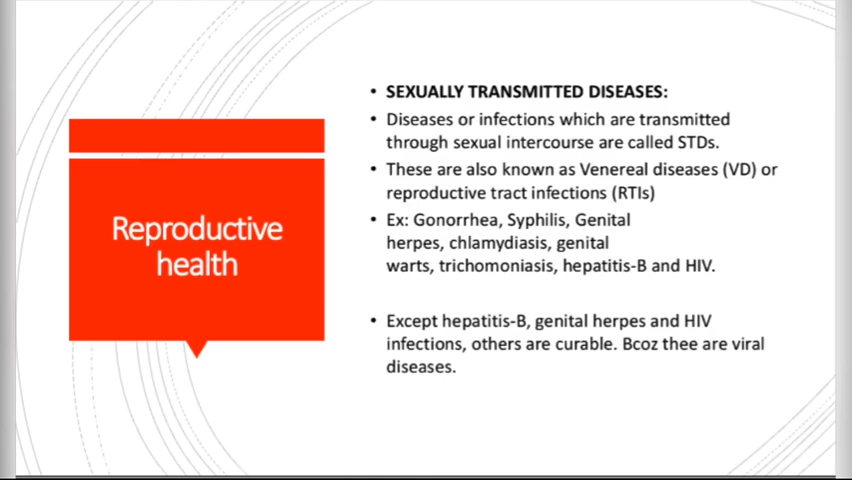 Reproductive
health
• SEXUALLY TRANSMITTED DISEASES:
• Diseases or infections which are transmitted
through sexual intercourse are called STDs.
• These are also known as Venereal diseases (VD) or
reproductive tract infections (RTIs)
• Ex: Gonorrhea, Syphilis, Genital
herpes, chlamydiasis, genital
warts, trichomoniasis, hepatitis-B and HIV.
• Except hepatitis-B, genital herpes and HIV
infections, others are curable. Bcoz thee are viral
diseases.